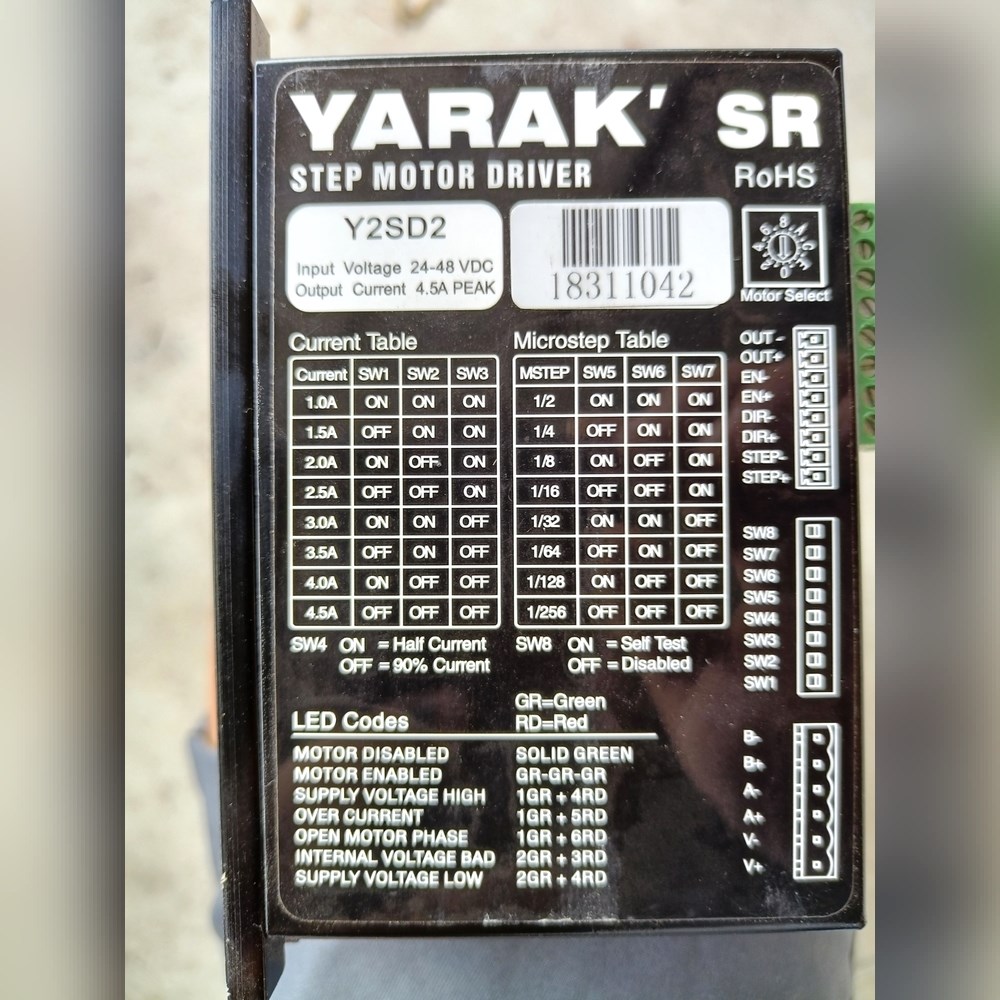 YARAK' SR
STEP MOTOR DRIVER RoHS
Y2SD2
Input Voltage 24-48 VDC
Output Current 4.5A PEAK
18311042
Motor Select
Current Table
Current SW1 SW2 SW3
1.0A ON ON ON
1.5A OFF ON ON
2.0A ON OFF ON
2.5A OFF OFF ON
3.0A ON ON OFF
3.5A OFF ON OFF
4.0A ON OFF OFF
4.5A OFF OFF OFF
SW4 ON = Half Current
OFF = 90% Current
Microstep Table
MSTEP SW5 SW6 SW7
1/2 ON ON ON
1/4 OFF ON ON
1/8 ON OFF ON
1/16 OFF OFF ON
1/32 ON ON OFF
1/64 OFF ON OFF
1/128 ON OFF OFF
1/256 OFF OFF OFF
SW8 ON = Self Test
OFF = Disabled
OUT-
OUT+
EN-
EN+
DIR-
DIR+
STEP-
STEP+
SW8
SW7
SW6
SW5
SW4
SW3
SW2
SW1
GR=Green
LED Codes RD=Red
MOTOR DISABLED SOLID GREEN
MOTOR ENABLED GR-GR-GR
SUPPLY VOLTAGE HIGH 1GR + 4RD
OVER CURRENT 1GR + 5RD
OPEN MOTOR PHASE 1GR + 6RD
INTERNAL VOLTAGE BAD 2GR + 3RD
SUPPLY VOLTAGE LOW 2GR + 4RD
B-
B+
A-
A+
V-
V+